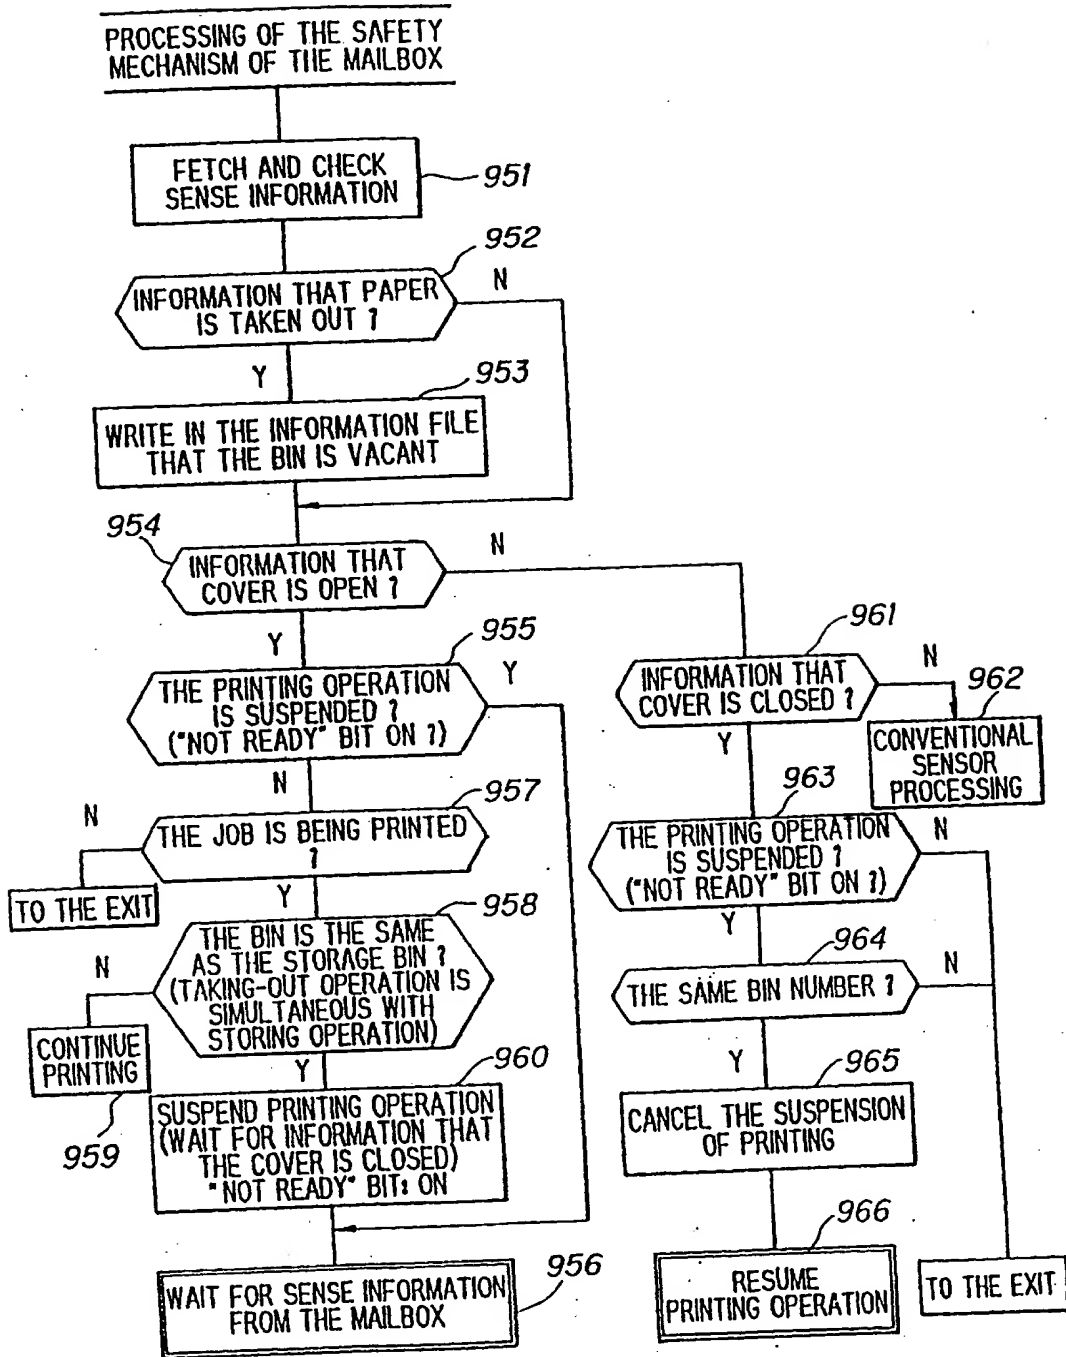 PROCESSING OF THE SAFETY
MECHANISM OF THE MAILBOX
FETCH AND CHECK
SENSE INFORMATION
951
952
INFORMATION THAT PAPER
IS TAKEN OUT ?
N
Y
953
WRITE IN THE INFORMATION FILE
THAT THE BIN IS VACANT
954
INFORMATION THAT
COVER IS OPEN ?
N
Y
955
THE PRINTING OPERATION
IS SUSPENDED ?
("NOT READY" BIT ON ?)
Y
N
957
THE JOB IS BEING PRINTED
?
N
TO THE EXIT
Y
958
THE BIN IS THE SAME
AS THE STORAGE BIN ?
(TAKING-OUT OPERATION IS
SIMULTANEOUS WITH
STORING OPERATION)
N
CONTINUE
PRINTING
959
Y
960
SUSPEND PRINTING OPERATION
(WAIT FOR INFORMATION THAT
THE COVER IS CLOSED)
"NOT READY" BIT: ON
WAIT FOR SENSE INFORMATION
FROM THE MAILBOX
956
961
INFORMATION THAT
COVER IS CLOSED ?
N
962
CONVENTIONAL
SENSOR
PROCESSING
Y
963
THE PRINTING OPERATION
IS SUSPENDED ?
("NOT READY" BIT ON ?)
N
Y
964
THE SAME BIN NUMBER ?
N
Y
965
CANCEL THE SUSPENSION
OF PRINTING
966
RESUME
PRINTING OPERATION
TO THE EXIT